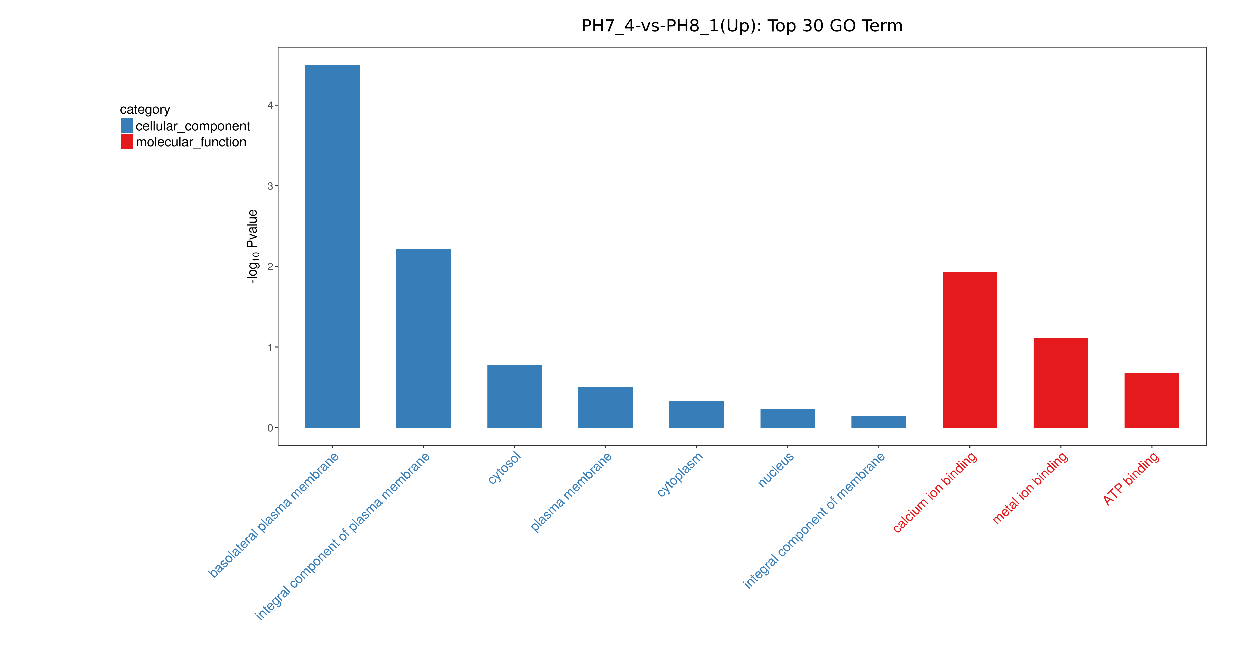 PH7_4-vs-PH8_1(Up): Top 30 GO Term
category
cellular_component
molecular_function
-log10 Pvalue
4
3
2
1
0
basolateral plasma membrane
integral component of plasma membrane
cytosol
plasma membrane
cytoplasm
nucleus
integral component of membrane
calcium ion binding
metal ion binding
ATP binding